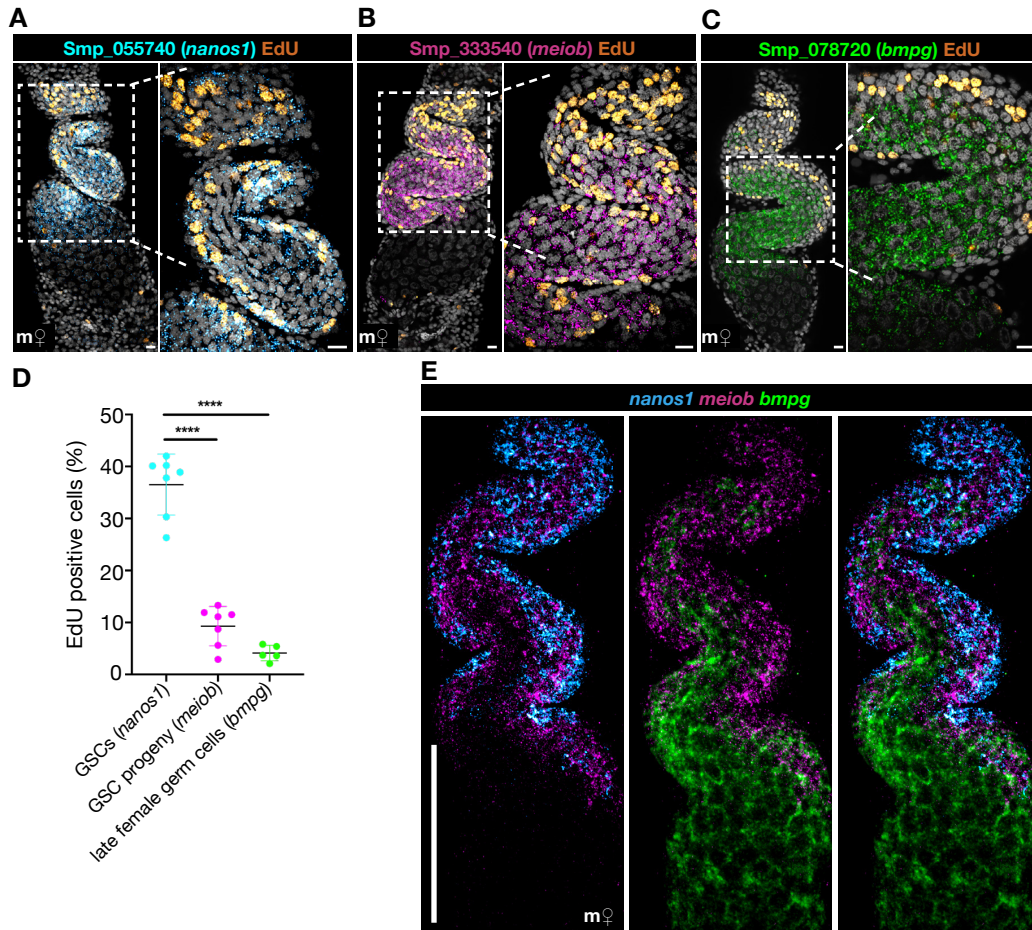 A
Smp_055740 (nanos1) EdU
m♀
B
Smp_333540 (meiob) EdU
m♀
C
Smp_078720 (bmpg) EdU
m♀
D
EdU positive cells (%)
50
40
30
20
10
0
****
****
GSCs (nanos1)
GSC progeny (meiob)
late female germ cells (bmpg)
E
nanos1 meiob bmpg
m♀